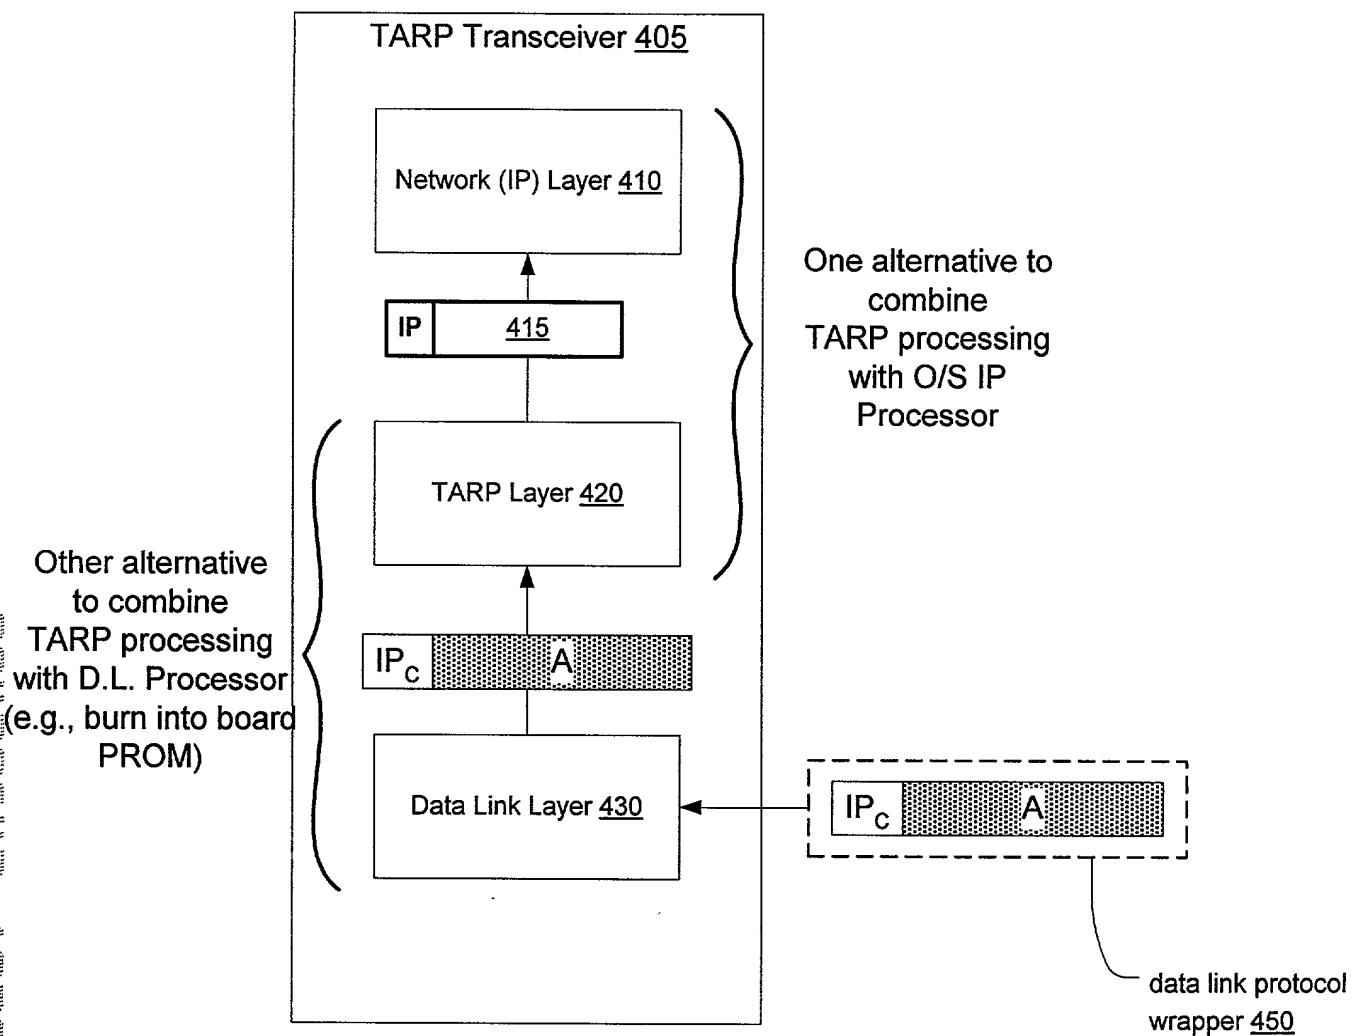 TARP Transceiver 405
Network (IP) Layer 410
IP 415
One alternative to
combine
TARP processing
with O/S IP
Processor
TARP Layer 420
Other alternative
to combine
TARP processing
with D.L. Processor
(e.g., burn into board
PROM)
IPC A
Data Link Layer 430
IPC A
data link protocol
wrapper 450